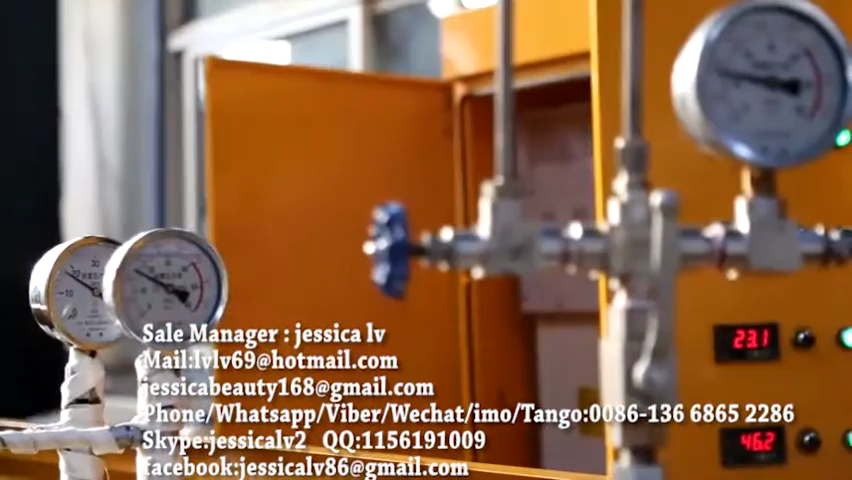 23.1
Sale Manager : jessica lv
Mail:lvlv69@hotmail.com
jessicabeauty168@gmail.com
Phone/Whatsapp/Viber/Wechat/imo/Tango:0086-136 6865 2286
Skype:jessicalv2 QQ:1156191009
46.2
facebook:jessicalv86@gmail.com